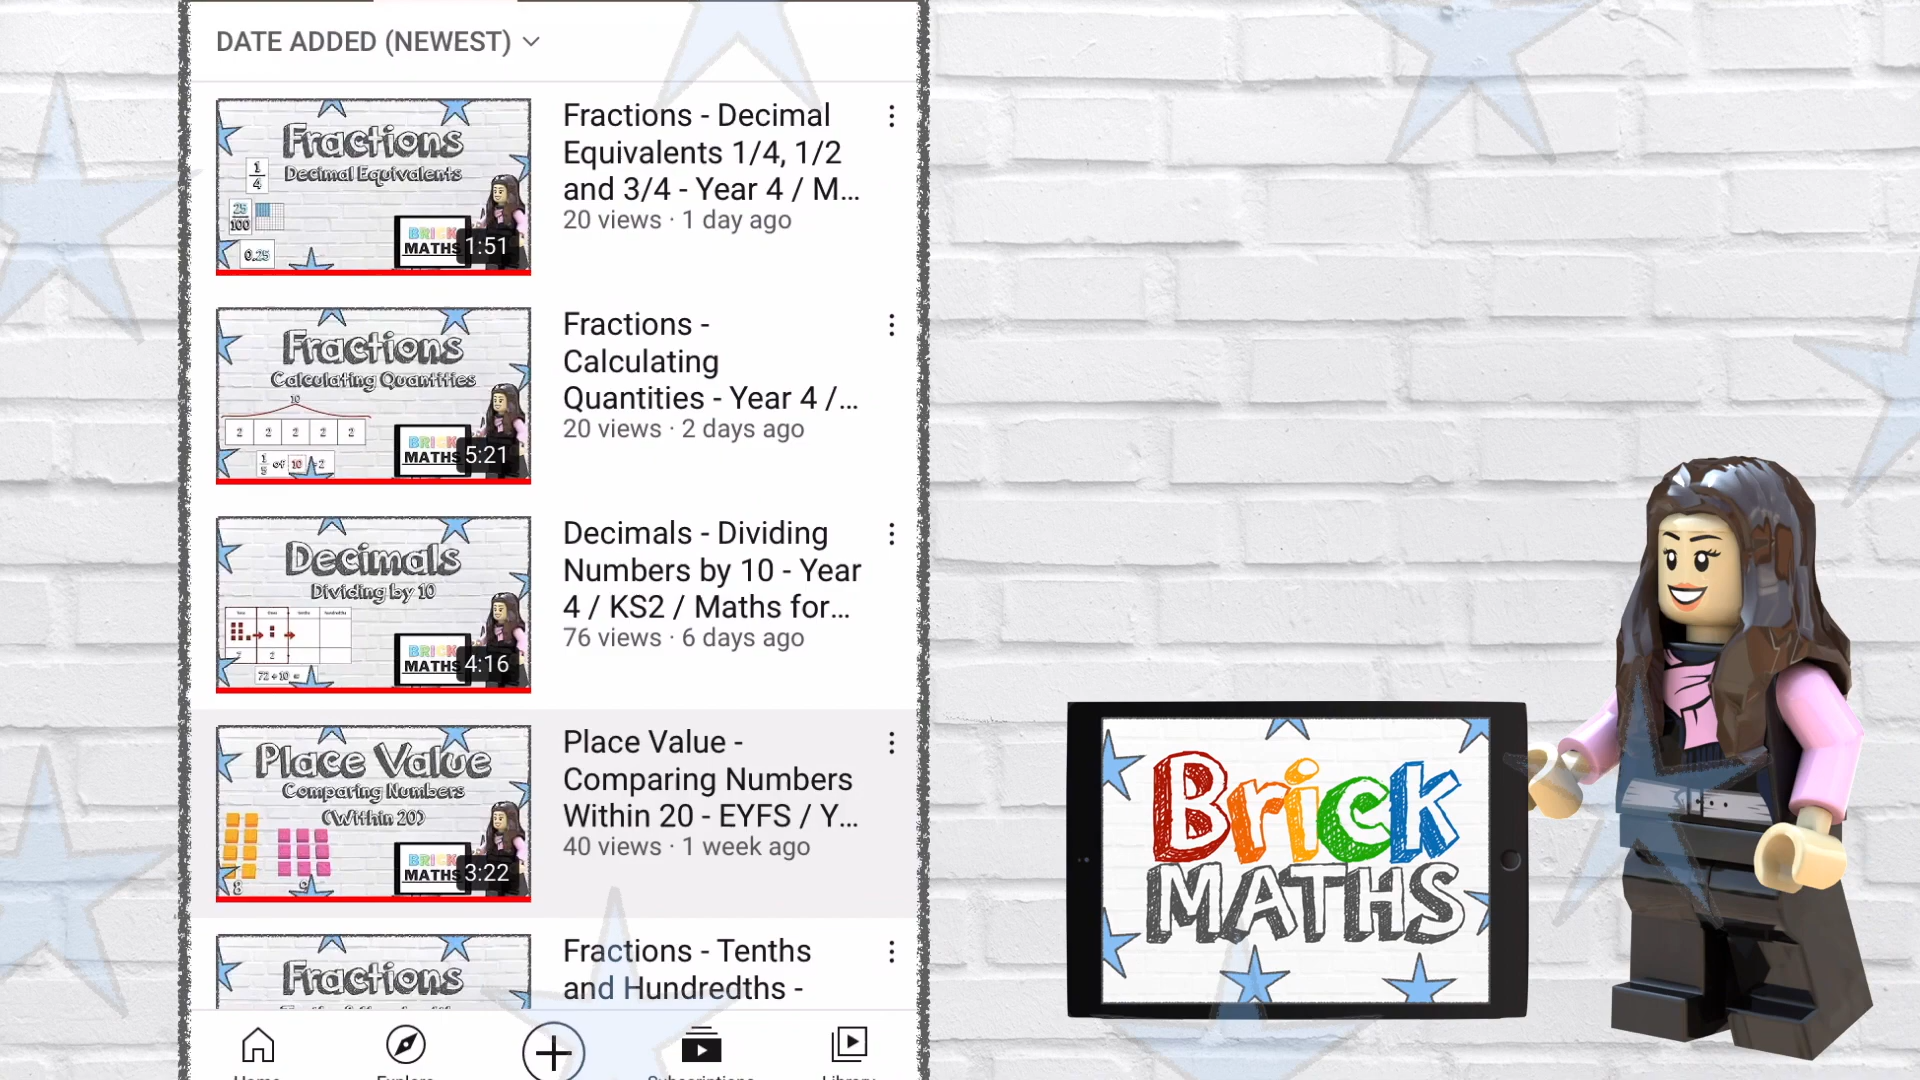 DATE ADDED (NEWEST)
Fractions
Decimal Equivalents
1
4
25
100
0.25
BRICK
MATHS
1:51
Fractions - Decimal
Equivalents 1/4, 1/2
and 3/4 - Year 4 / M...
20 views · 1 day ago
Fractions
Calculating Quantities
10
2 2 2 2 2
1
5
of 10 = 2
BRICK
MATHS
5:21
Fractions -
Calculating
Quantities - Year 4 /...
20 views · 2 days ago
Decimals
Dividing by 10
72 ÷ 10 =
BRICK
MATHS
4:16
Decimals - Dividing
Numbers by 10 - Year
4 / KS2 / Maths for...
76 views · 6 days ago
Place Value
Comparing Numbers
(Within 20)
8 9
BRICK
MATHS
3:22
Place Value -
Comparing Numbers
Within 20 - EYFS / Y...
40 views · 1 week ago
Fractions
Fractions - Tenths
and Hundredths -
Home Explore Subscriptions Library
Brick
MATHS